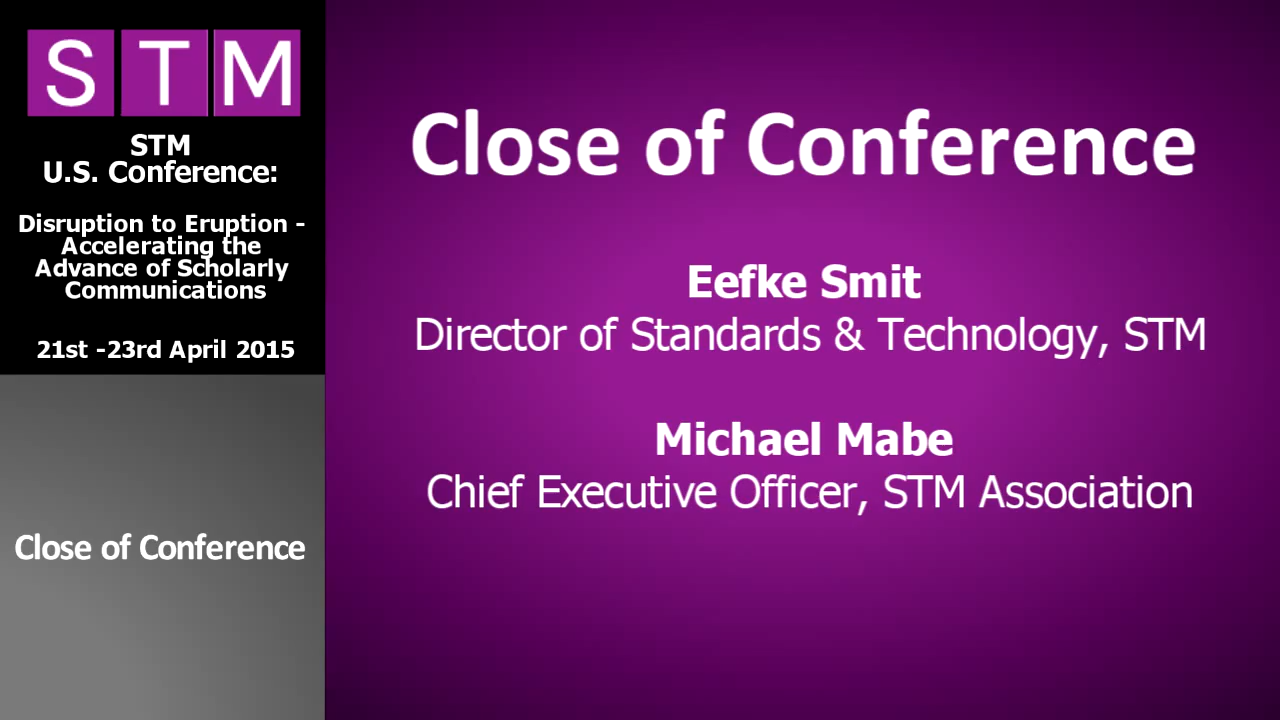 STM
STM
U.S. Conference:
Disruption to Eruption -
Accelerating the
Advance of Scholarly
Communications
21st -23rd April 2015
Close of Conference
Close of Conference
Eefke Smit
Director of Standards & Technology, STM
Michael Mabe
Chief Executive Officer, STM Association